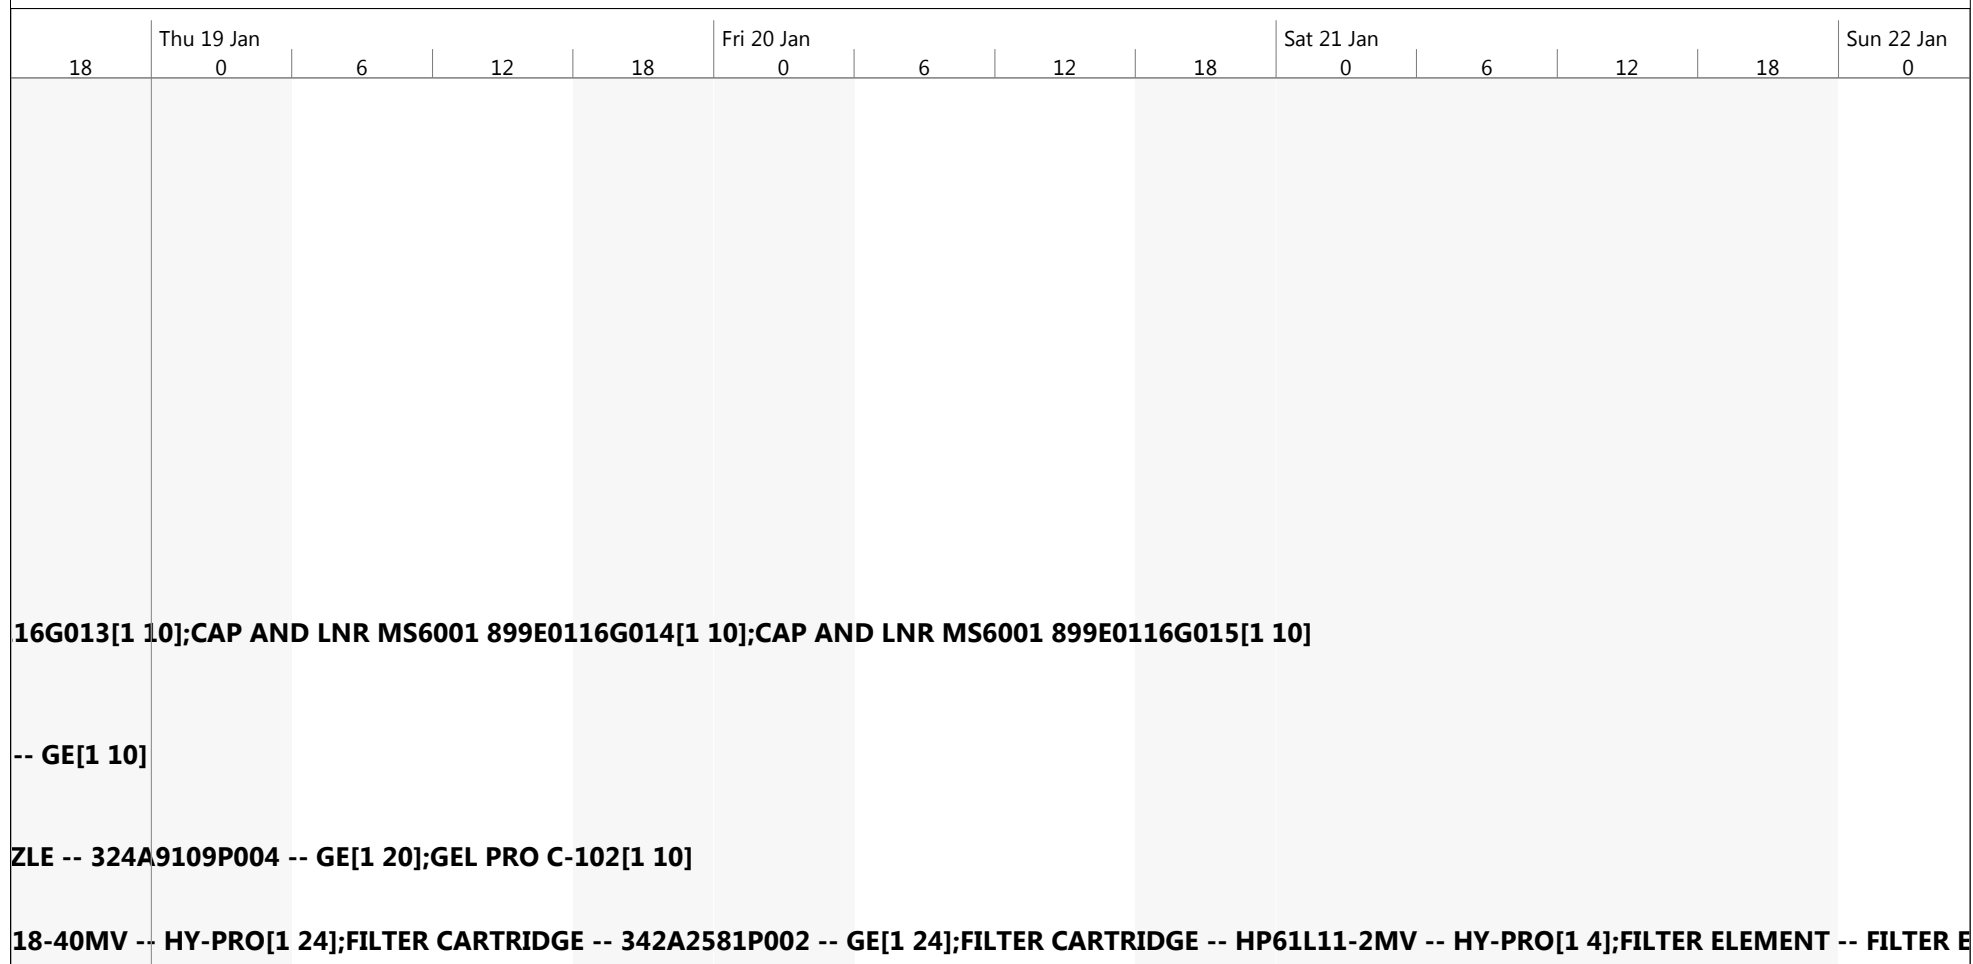 Thu 19 Jan Fri 20 Jan Sat 21 Jan Sun 22 Jan
18 0 6 12 18 0 6 12 18 0 6 12 18 0
16G013[1 10];CAP AND LNR MS6001 899E0116G014[1 10];CAP AND LNR MS6001 899E0116G015[1 10]
-- GE[1 10]
ZLE -- 324A9109P004 -- GE[1 20];GEL PRO C-102[1 10]
18-40MV -- HY-PRO[1 24];FILTER CARTRIDGE -- 342A2581P002 -- GE[1 24];FILTER CARTRIDGE -- HP61L11-2MV -- HY-PRO[1 4];FILTER ELEMENT -- FILTER E